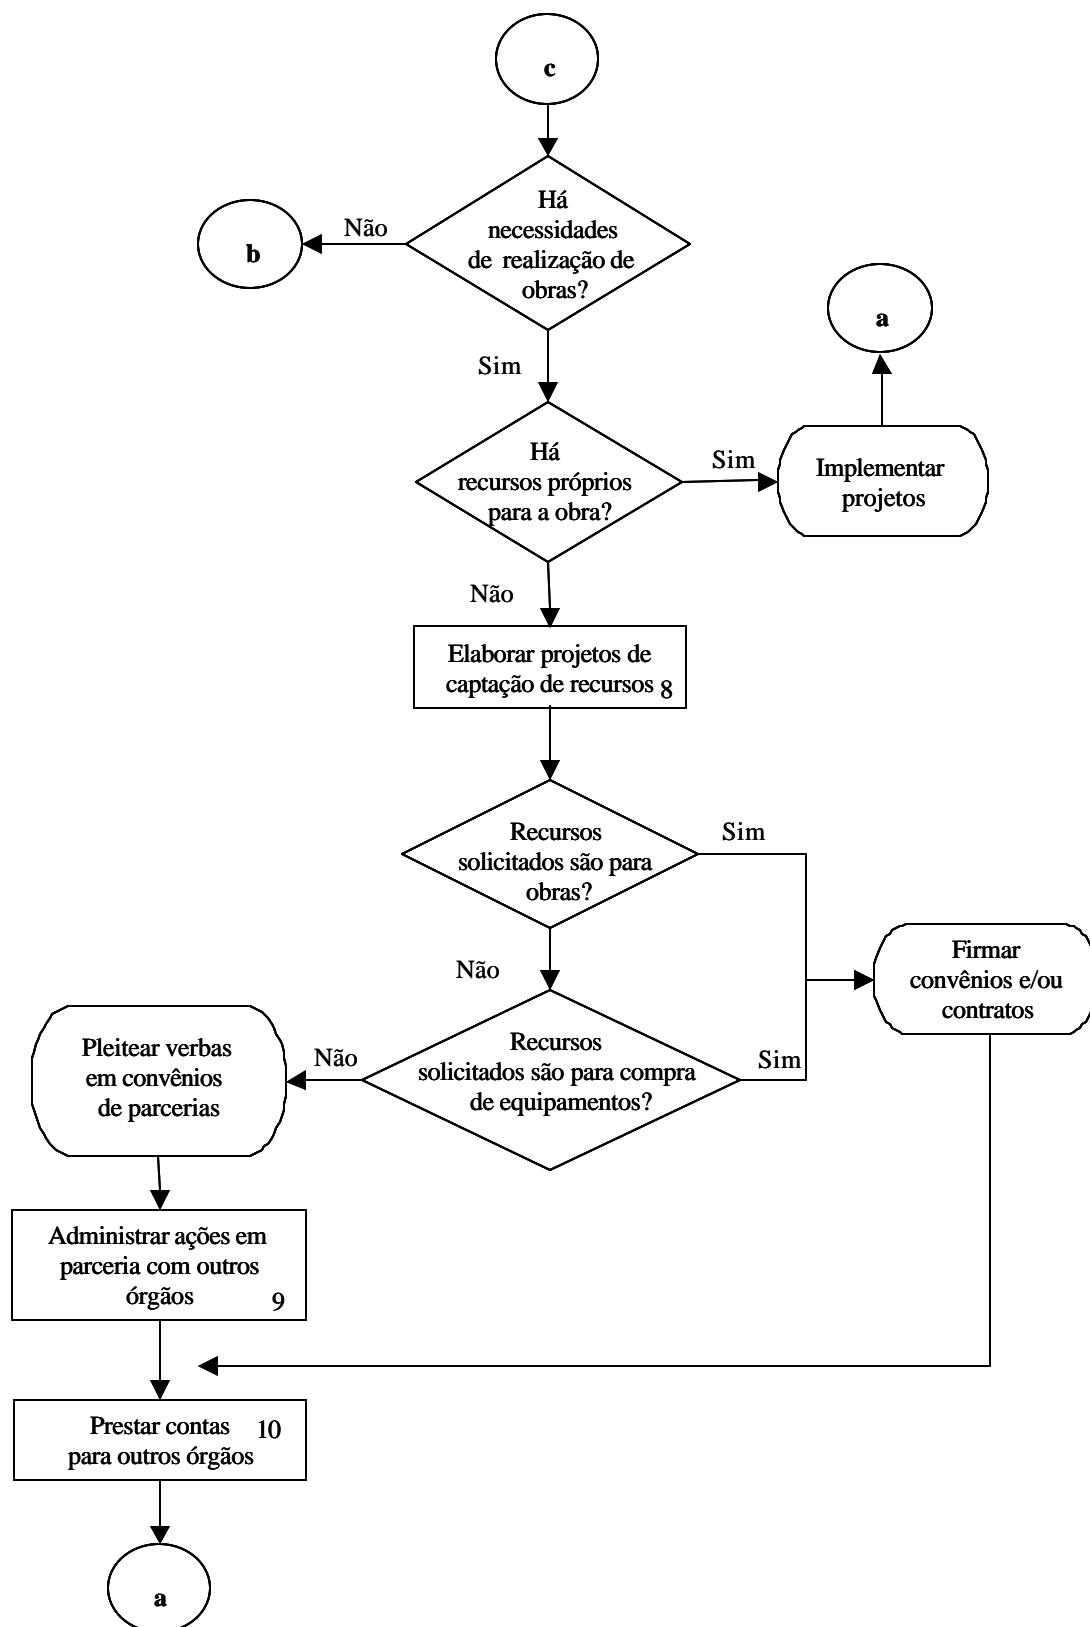 c
Há
necessidades
de realização de
obras?
Não
b
Sim
a
Há
recursos próprios
para a obra?
Sim
Implementar
projetos
Não
Elaborar projetos de
captação de recursos 8
Recursos
solicitados são para
obras?
Sim
Não
Firmar
convênios e/ou
contratos
Recursos
solicitados são para compra
de equipamentos?
Sim
Não
Pleitear verbas
em convênios
de parcerias
Administrar ações em
parceria com outros
órgãos 9
Prestar contas 10
para outros órgãos
a